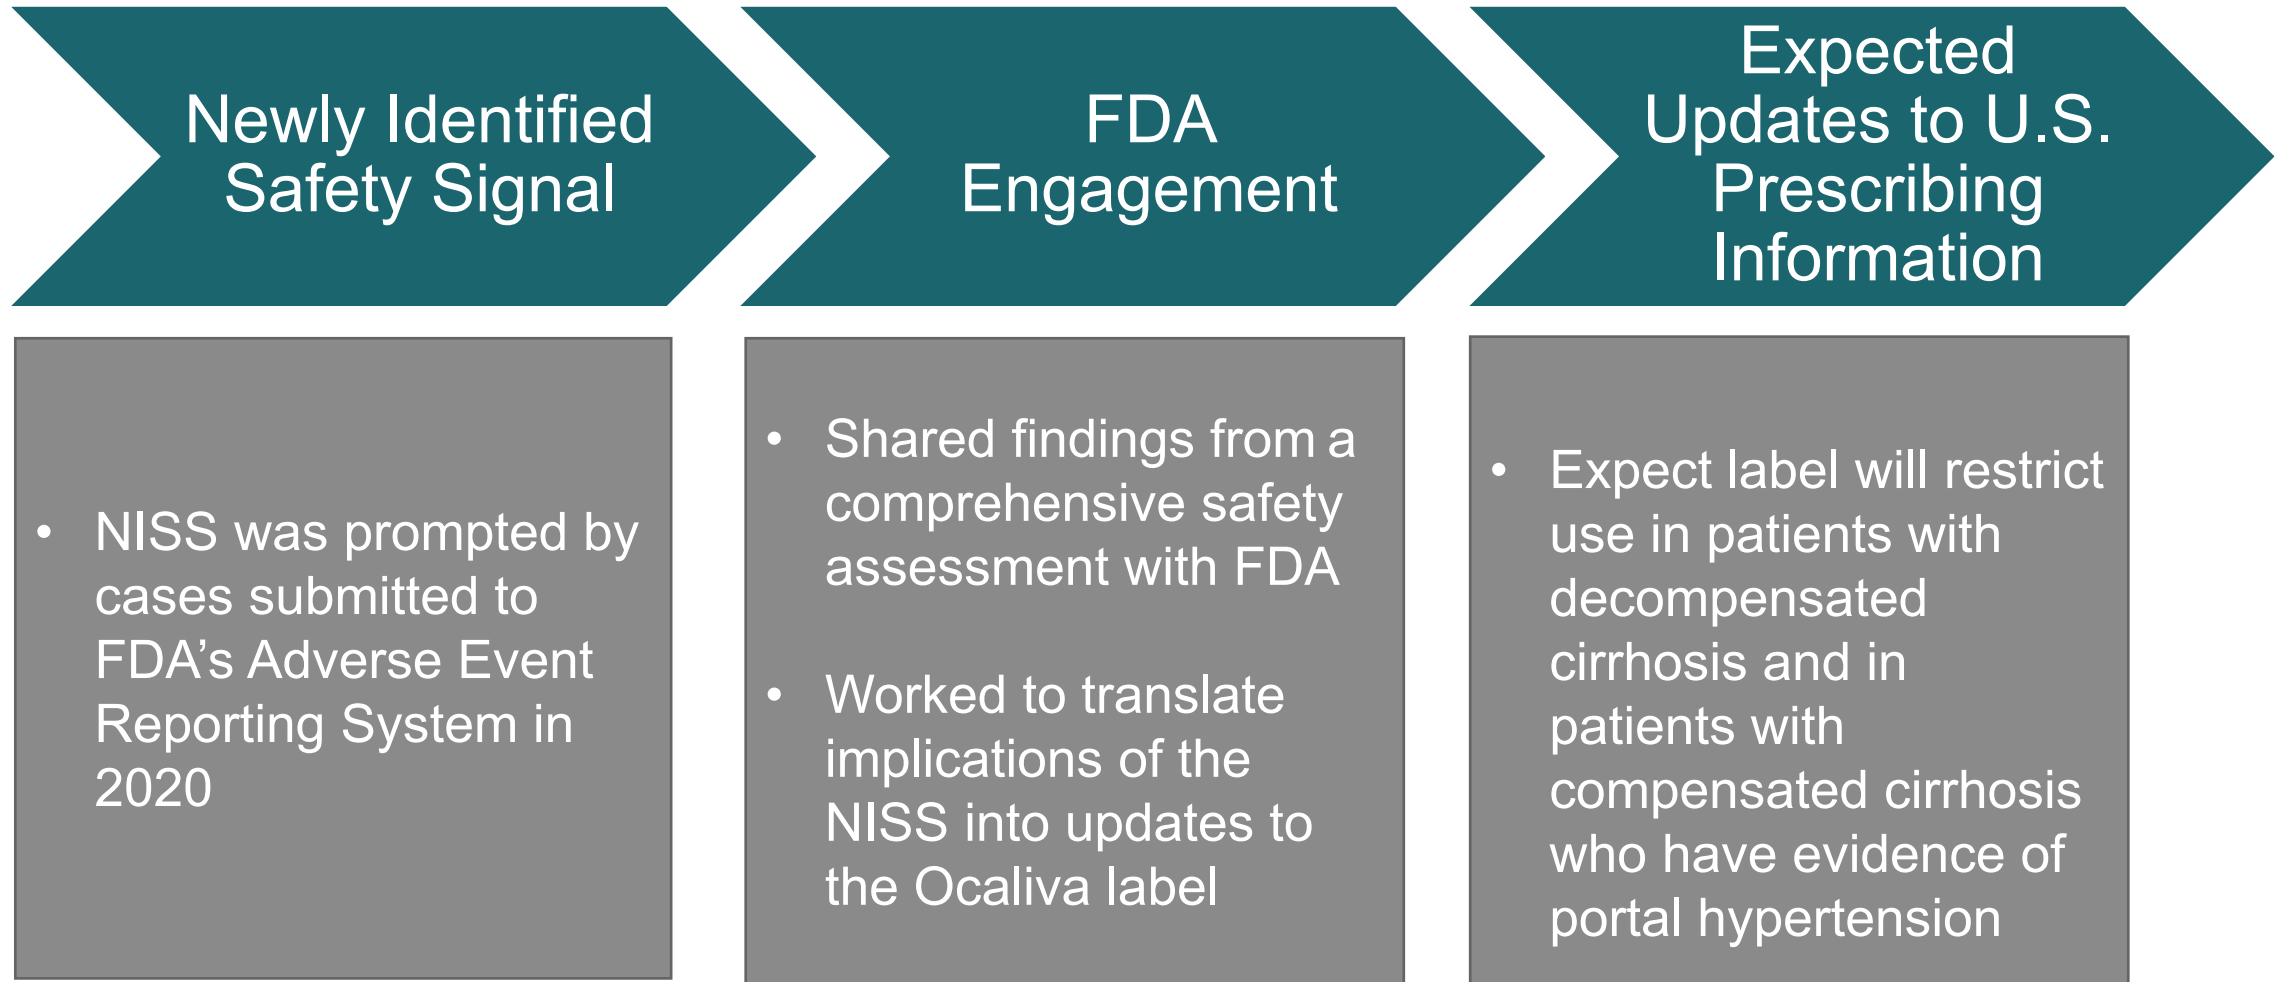 Newly Identified
Safety Signal
FDA
Engagement
Expected
Updates to U.S.
Prescribing
Information
• NISS was prompted by
cases submitted to
FDA’s Adverse Event
Reporting System in
2020
• Shared findings from a
comprehensive safety
assessment with FDA
• Worked to translate
implications of the
NISS into updates to
the Ocaliva label
• Expect label will restrict
use in patients with
decompensated
cirrhosis and in
patients with
compensated cirrhosis
who have evidence of
portal hypertension